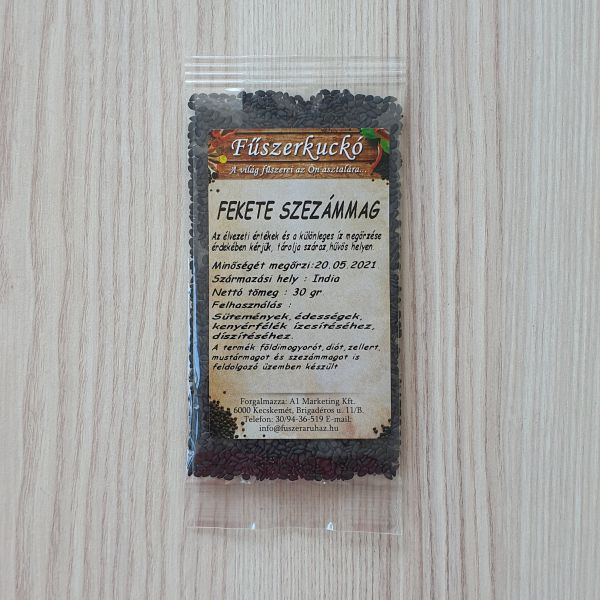 Fűszerkuckó
A világ fűszerei az Ön asztalára...
FEKETE SZEZÁMMAG
Az élvezeti értékek és a különleges íz megőrzése
érdekében kérjük, tárolja száraz, hűvös helyen.
Minőségét megőrzi:20.05.2021
Származási hely : India
Nettó tömeg : 30 gr
Felhasználás :
Sütemények, édességek,
kenyérfélék ízesítéséhez,
díszítéséhez.
A termék földimogyorót, diót, zellert,
mustármagot és szezámmagot is
feldolgozó üzemben készült
Forgalmazza: A1 Marketing Kft.
6000 Kecskemét, Brigadéros u. 11/B.
Telefon: 30/94-36-519 E-mail:
info@fuszeraruhaz.hu